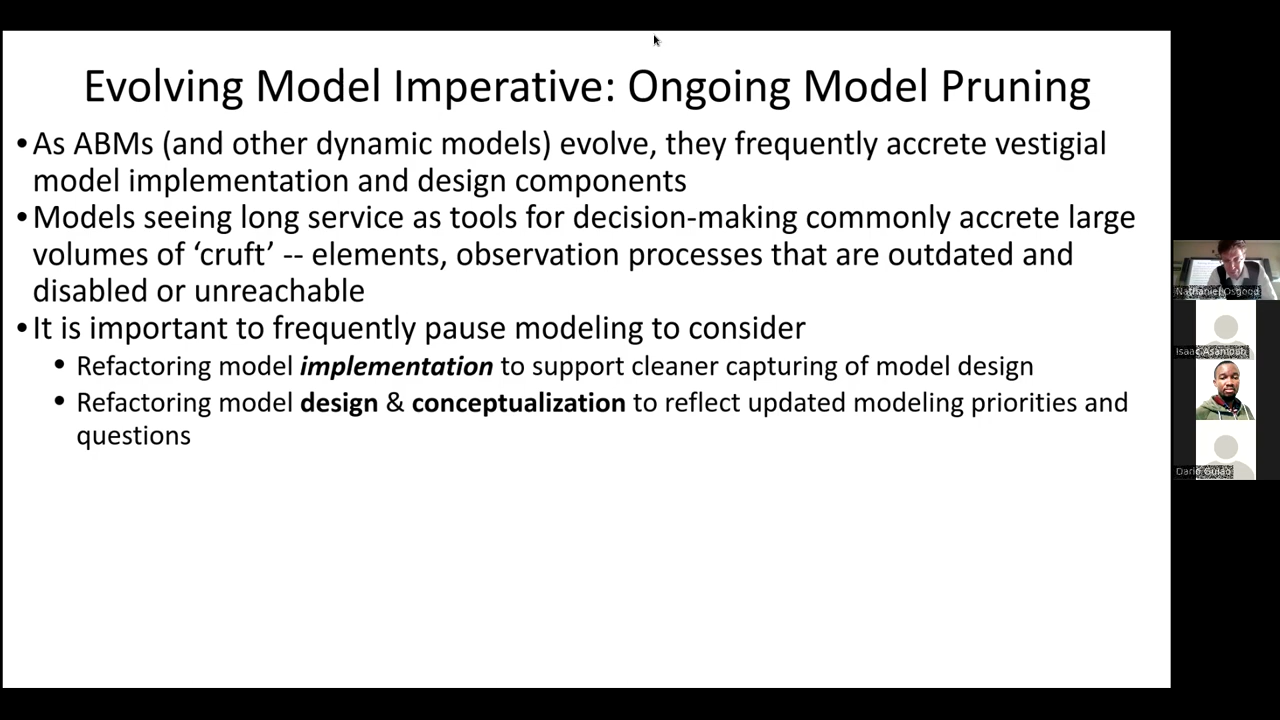 Evolving Model Imperative: Ongoing Model Pruning
•As ABMs (and other dynamic models) evolve, they frequently accrete vestigial
model implementation and design components
•Models seeing long service as tools for decision-making commonly accrete large
volumes of ‘cruft’ -- elements, observation processes that are outdated and
disabled or unreachable
•It is important to frequently pause modeling to consider
• Refactoring model implementation to support cleaner capturing of model design
• Refactoring model design & conceptualization to reflect updated modeling priorities and
questions
Nathaniel Osgood
Isaac
Dario